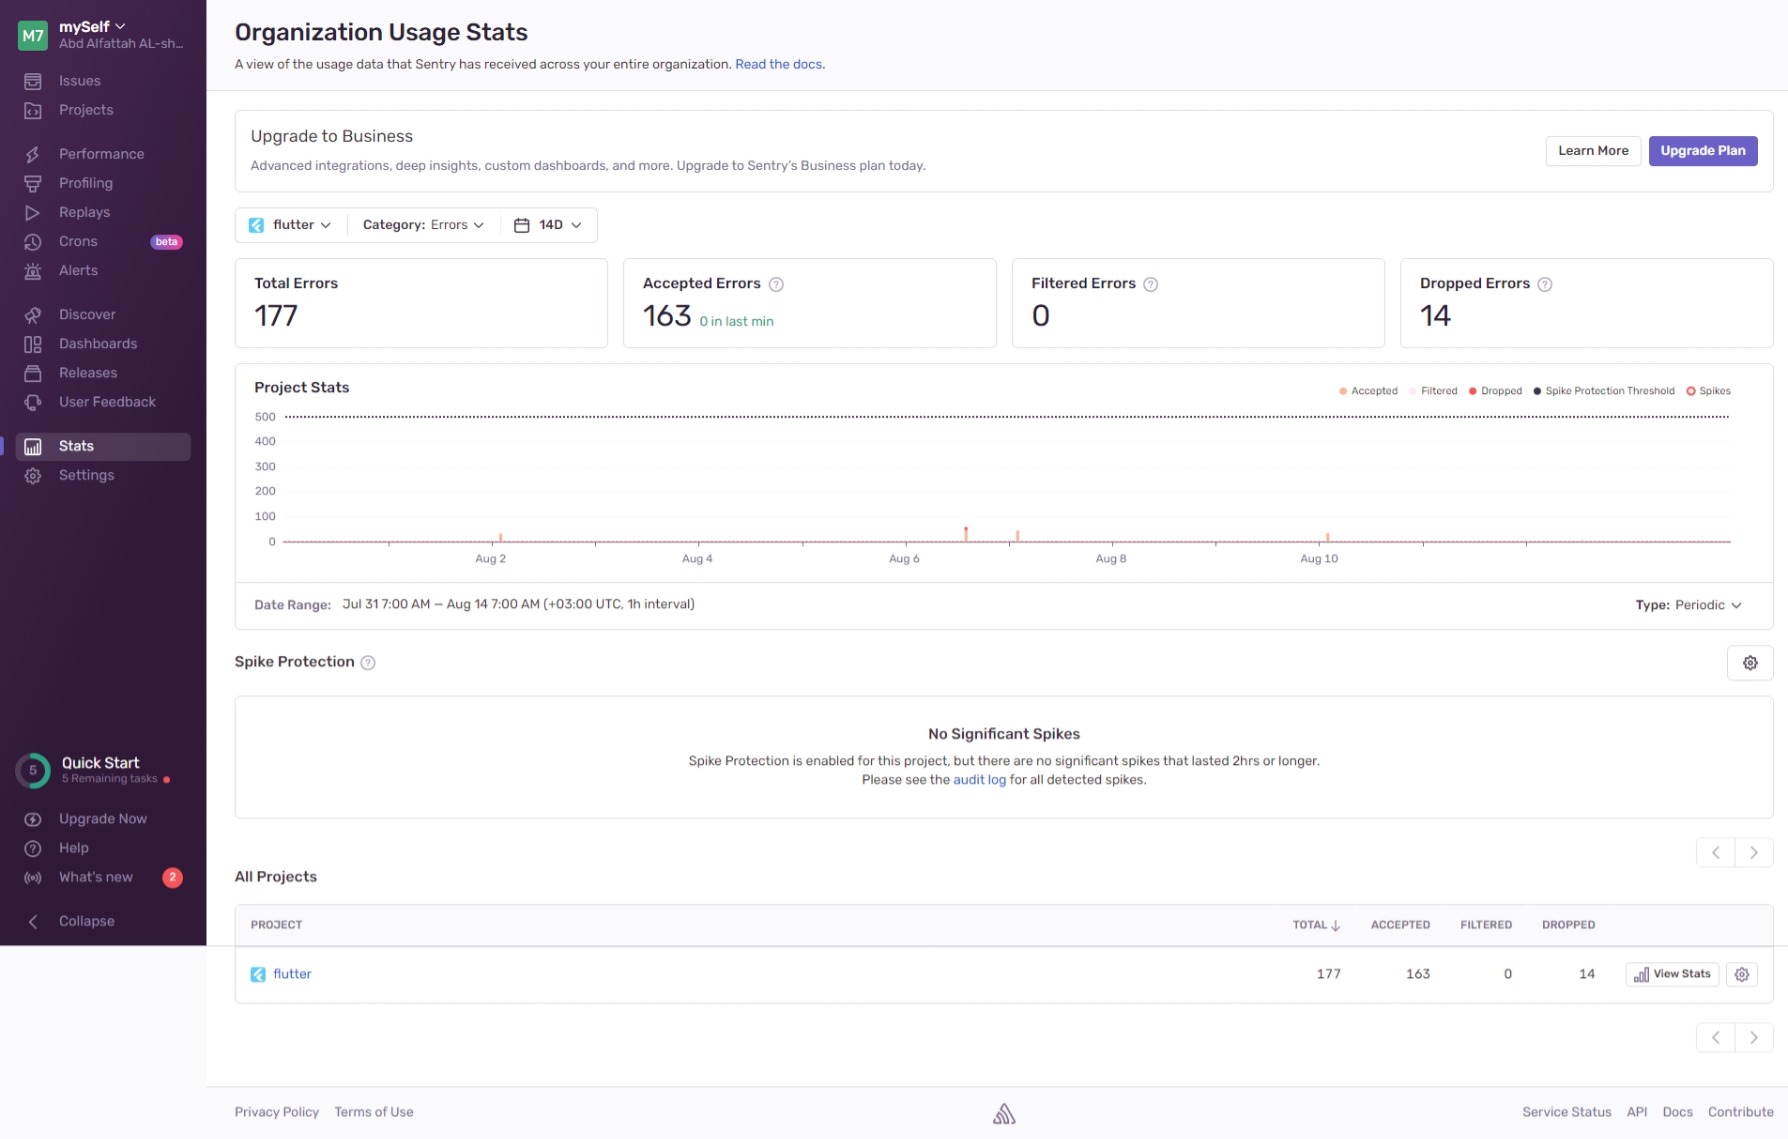 M7
mySelf
Abd Alfattah AL-sh...
Issues
Projects
Performance
Profiling
Replays
Crons beta
Alerts
Discover
Dashboards
Releases
User Feedback
Stats
Settings
5
Quick Start
5 Remaining tasks
Upgrade Now
Help
What's new 2
Collapse
Organization Usage Stats
A view of the usage data that Sentry has received across your entire organization. Read the docs.
Upgrade to Business
Advanced integrations, deep insights, custom dashboards, and more. Upgrade to Sentry's Business plan today.
Learn More
Upgrade Plan
flutter Category: Errors 14D
Total Errors
177
Accepted Errors ?
163 0 in last min
Filtered Errors ?
0
Dropped Errors ?
14
Project Stats
Accepted Filtered Dropped Spike Protection Threshold Spikes
500
400
300
200
100
0
Aug 2 Aug 4 Aug 6 Aug 8 Aug 10
Date Range: Jul 31 7:00 AM — Aug 14 7:00 AM (+03:00 UTC, 1h interval)
Type: Periodic
Spike Protection ?
No Significant Spikes
Spike Protection is enabled for this project, but there are no significant spikes that lasted 2hrs or longer.
Please see the audit log for all detected spikes.
All Projects
PROJECT TOTAL ACCEPTED FILTERED DROPPED
flutter 177 163 0 14 View Stats
Privacy Policy Terms of Use
Service Status API Docs Contribute